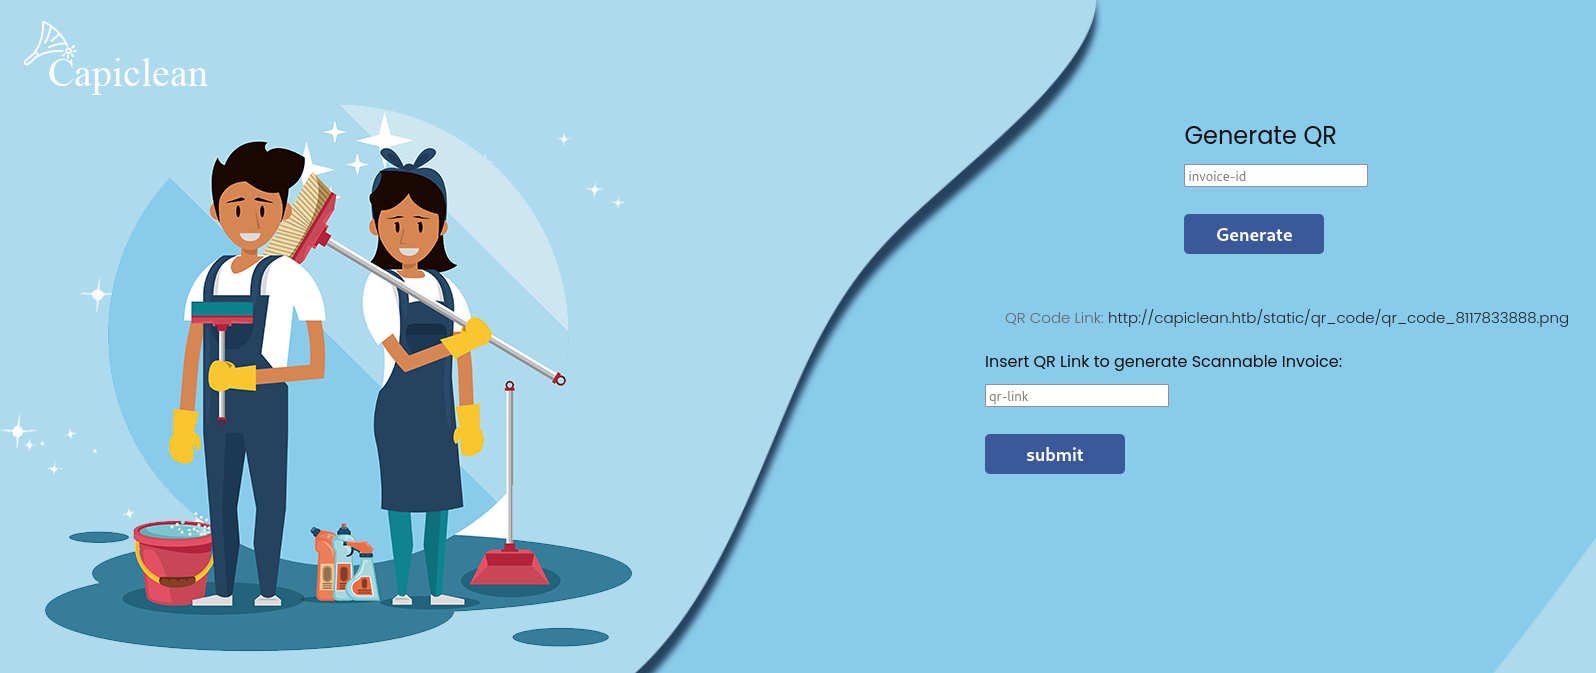 Capiclean
Generate QR
invoice-id
Generate
QR Code Link: http://capiclean.htb/static/qr_code/qr_code_8117833888.png
Insert QR Link to generate Scannable Invoice:
qr-link
submit